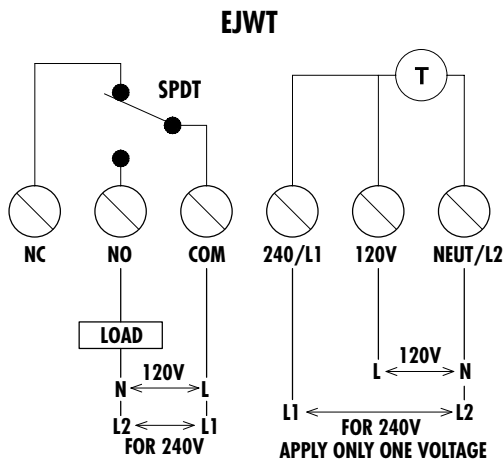 EJWT
SPDT
T
NC NO COM 240/L1 120V NEUT/L2
LOAD
N 120V L
L2 L1
FOR 240V
L 120V N
L1 L2
FOR 240V
APPLY ONLY ONE VOLTAGE